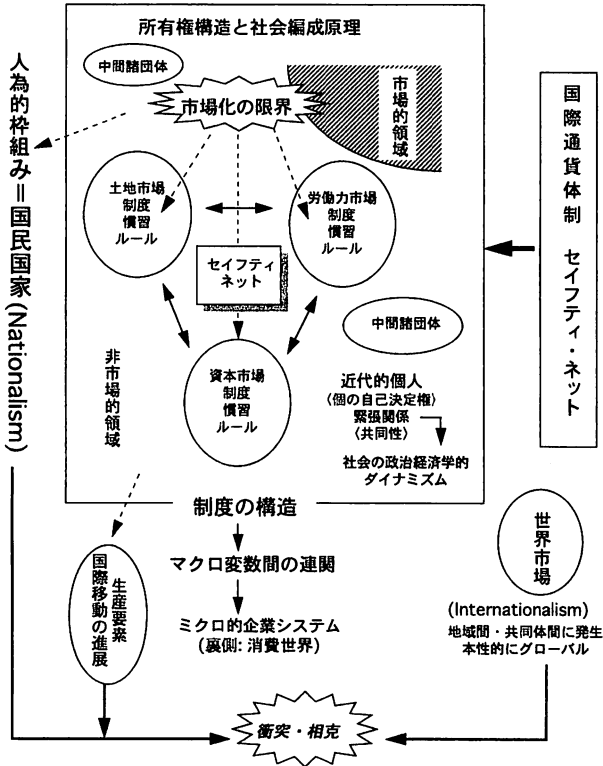 所有権構造と社会編成原理
中間諸団体
市場化の限界
市場的領域
人為的枠組み＝国民国家(Nationalism)
土地市場
制度
慣習
ルール
労働力市場
制度
慣習
ルール
セイフティ
ネット
国際通貨体制 セイフティ・ネット
中間諸団体
資本市場
制度
慣習
ルール
非市場的領域
近代的個人
(個の自己決定権)
緊張関係
(共同性)
社会の政治経済学的
ダイナミズム
制度の構造
マクロ変数間の連関
ミクロ的企業システム
(裏側:消費世界)
生産要素
国際移動の進展
世界市場
(Internationalism)
地域間・共同体間に発生
本性的にグローバル
衝突・相克